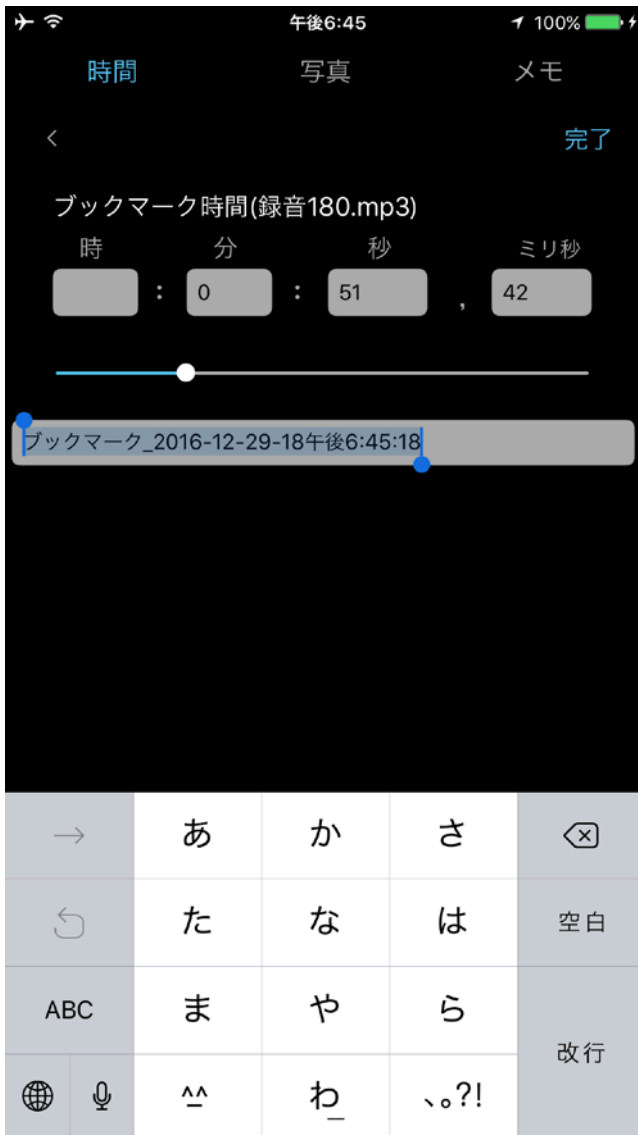 午後6:45 100%
時間 写真 メモ
完了
ブックマーク時間(録音180.mp3)
時 分 秒 ミリ秒
: 0 : 51 , 42
ブックマーク_2016-12-29-18午後6:45:18
→ あ か さ
た な は 空白
ABC ま や ら 改行
^^ わ_ 、。?!